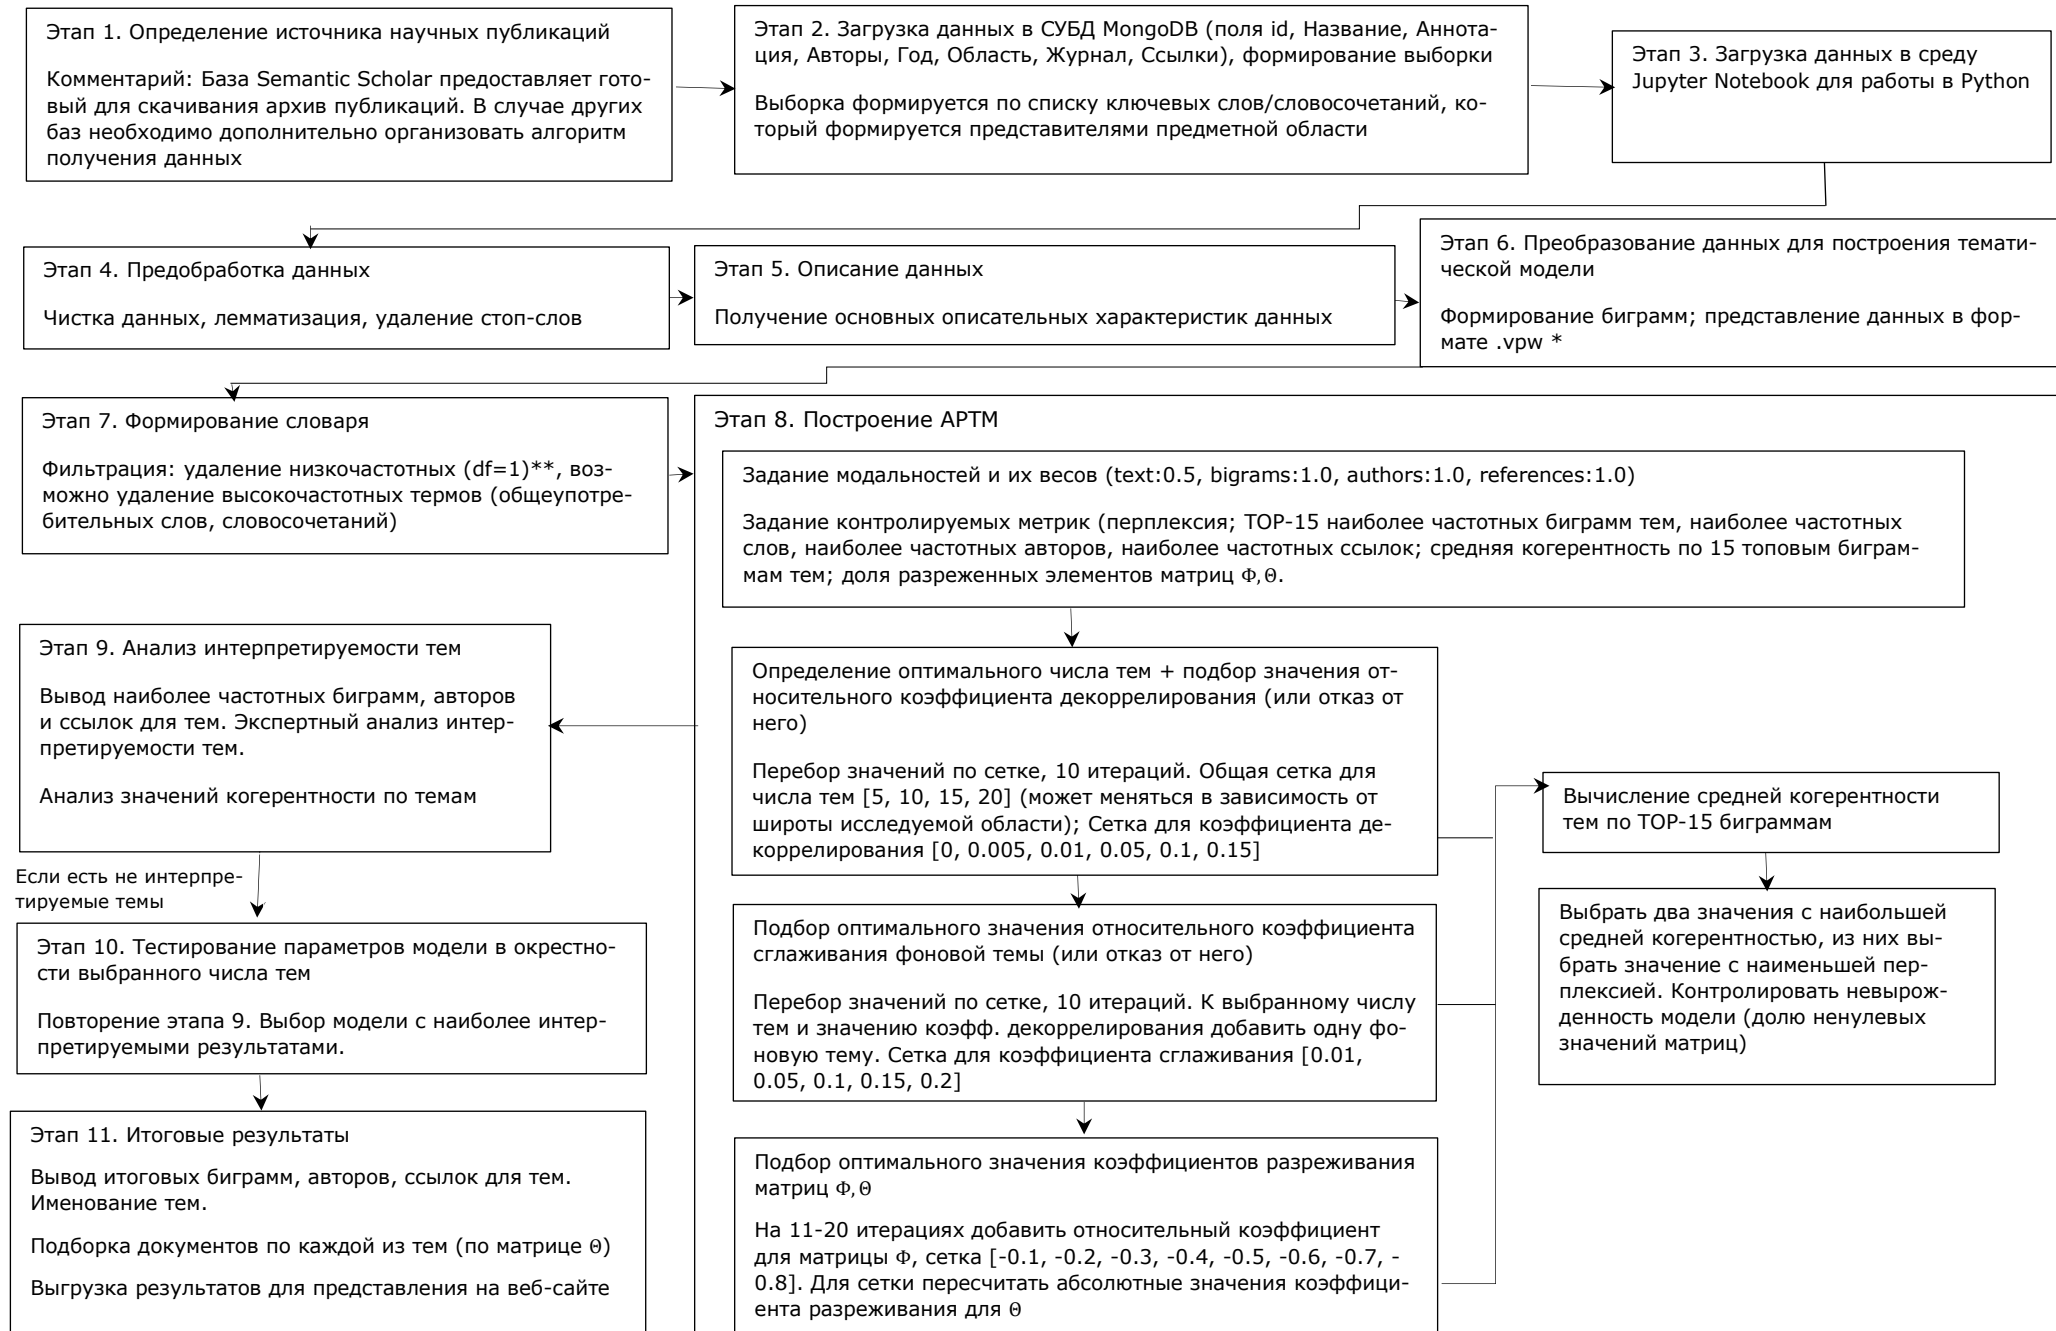 Этап 1. Определение источника научных публикаций
Комментарий: База Semantic Scholar предоставляет гото-
вый для скачивания архив публикаций. В случае других
баз необходимо дополнительно организовать алгоритм
получения данных
Этап 2. Загрузка данных в СУБД MongoDB (поля id, Название, Аннота-
ция, Авторы, Год, Область, Журнал, Ссылки), формирование выборки
Выборка формируется по списку ключевых слов/словосочетаний, ко-
торый формируется представителями предметной области
Этап 3. Загрузка данных в среду
Jupyter Notebook для работы в Python
Этап 4. Предобработка данных
Чистка данных, лемматизация, удаление стоп-слов
Этап 5. Описание данных
Получение основных описательных характеристик данных
Этап 6. Преобразование данных для построения темати-
ческой модели
Формирование биграмм; представление данных в фор-
мате .vpw *
Этап 7. Формирование словаря
Фильтрация: удаление низкочастотных (df=1)**, воз-
можно удаление высокочастотных термов (общеупотре-
бительных слов, словосочетаний)
Этап 8. Построение АРТМ
Задание модальностей и их весов (text:0.5, bigrams:1.0, authors:1.0, references:1.0)
Задание контролируемых метрик (перплексия; TOP-15 наиболее частотных биграмм тем, наиболее частотных
слов, наиболее частотных авторов, наиболее частотных ссылок; средняя когерентность по 15 топовым биграм-
мам тем; доля разреженных элементов матриц Φ,Θ.
Определение оптимального числа тем + подбор значения от-
носительного коэффициента декоррелирования (или отказ от
него)
Перебор значений по сетке, 10 итераций. Общая сетка для
числа тем [5, 10, 15, 20] (может меняться в зависимость от
широты исследуемой области); Сетка для коэффициента де-
коррелирования [0, 0.005, 0.01, 0.05, 0.1, 0.15]
Подбор оптимального значения относительного коэффициента
сглаживания фоновой темы (или отказ от него)
Перебор значений по сетке, 10 итераций. К выбранному числу
тем и значению коэфф. декоррелирования добавить одну фо-
новую тему. Сетка для коэффициента сглаживания [0.01,
0.05, 0.1, 0.15, 0.2]
Подбор оптимального значения коэффициентов разреживания
матриц Φ,Θ
На 11-20 итерациях добавить относительный коэффициент
для матрицы Φ, сетка [-0.1, -0.2, -0.3, -0.4, -0.5, -0.6, -0.7, -
0.8]. Для сетки пересчитать абсолютные значения коэффици-
ента разреживания для Θ
Вычисление средней когерентности
тем по TOP-15 биграммам
Выбрать два значения с наибольшей
средней когерентностью, из них вы-
брать значение с наименьшей пер-
плексией. Контролировать невырож-
денность модели (долю ненулевых
значений матриц)
Этап 9. Анализ интерпретируемости тем
Вывод наиболее частотных биграмм, авторов
и ссылок для тем. Экспертный анализ интер-
претируемости тем.
Анализ значений когерентности по темам
Если есть не интерпре-
тируемые темы
Этап 10. Тестирование параметров модели в окрестно-
сти выбранного числа тем
Повторение этапа 9. Выбор модели с наиболее интер-
претируемыми результатами.
Этап 11. Итоговые результаты
Вывод итоговых биграмм, авторов, ссылок для тем.
Именование тем.
Подборка документов по каждой из тем (по матрице Θ)
Выгрузка результатов для представления на веб-сайте